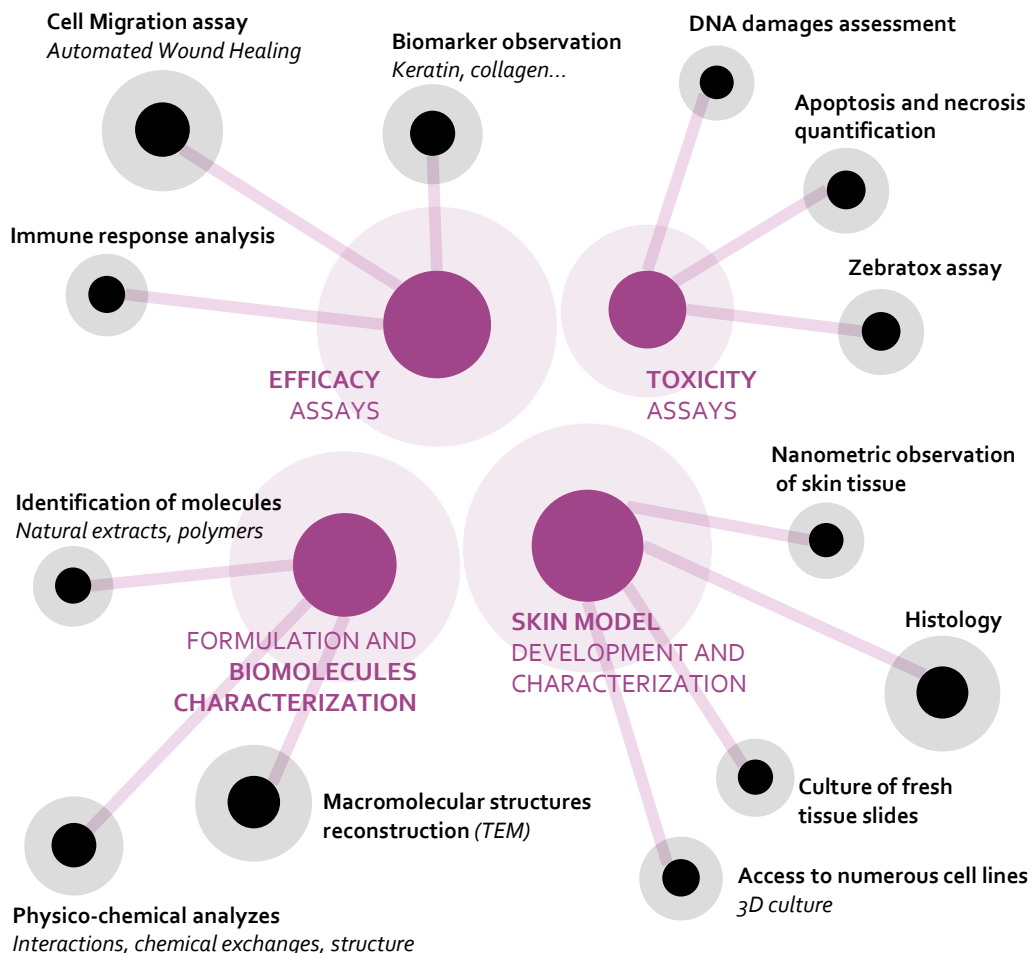 Cell Migration assay
Automated Wound Healing
Biomarker observation
Keratin, collagen...
DNA damages assessment
Apoptosis and necrosis
quantification
Immune response analysis
Zebratox assay
EFFICACY
ASSAYS
TOXICITY
ASSAYS
Identification of molecules
Natural extracts, polymers
Nanometric observation
of skin tissue
FORMULATION AND
BIOMOLECULES
CHARACTERIZATION
SKIN MODEL
DEVELOPMENT AND
CHARACTERIZATION
Histology
Macromolecular structures
reconstruction (TEM)
Culture of fresh
tissue slides
Access to numerous cell lines
3D culture
Physico-chemical analyzes
Interactions, chemical exchanges, structure